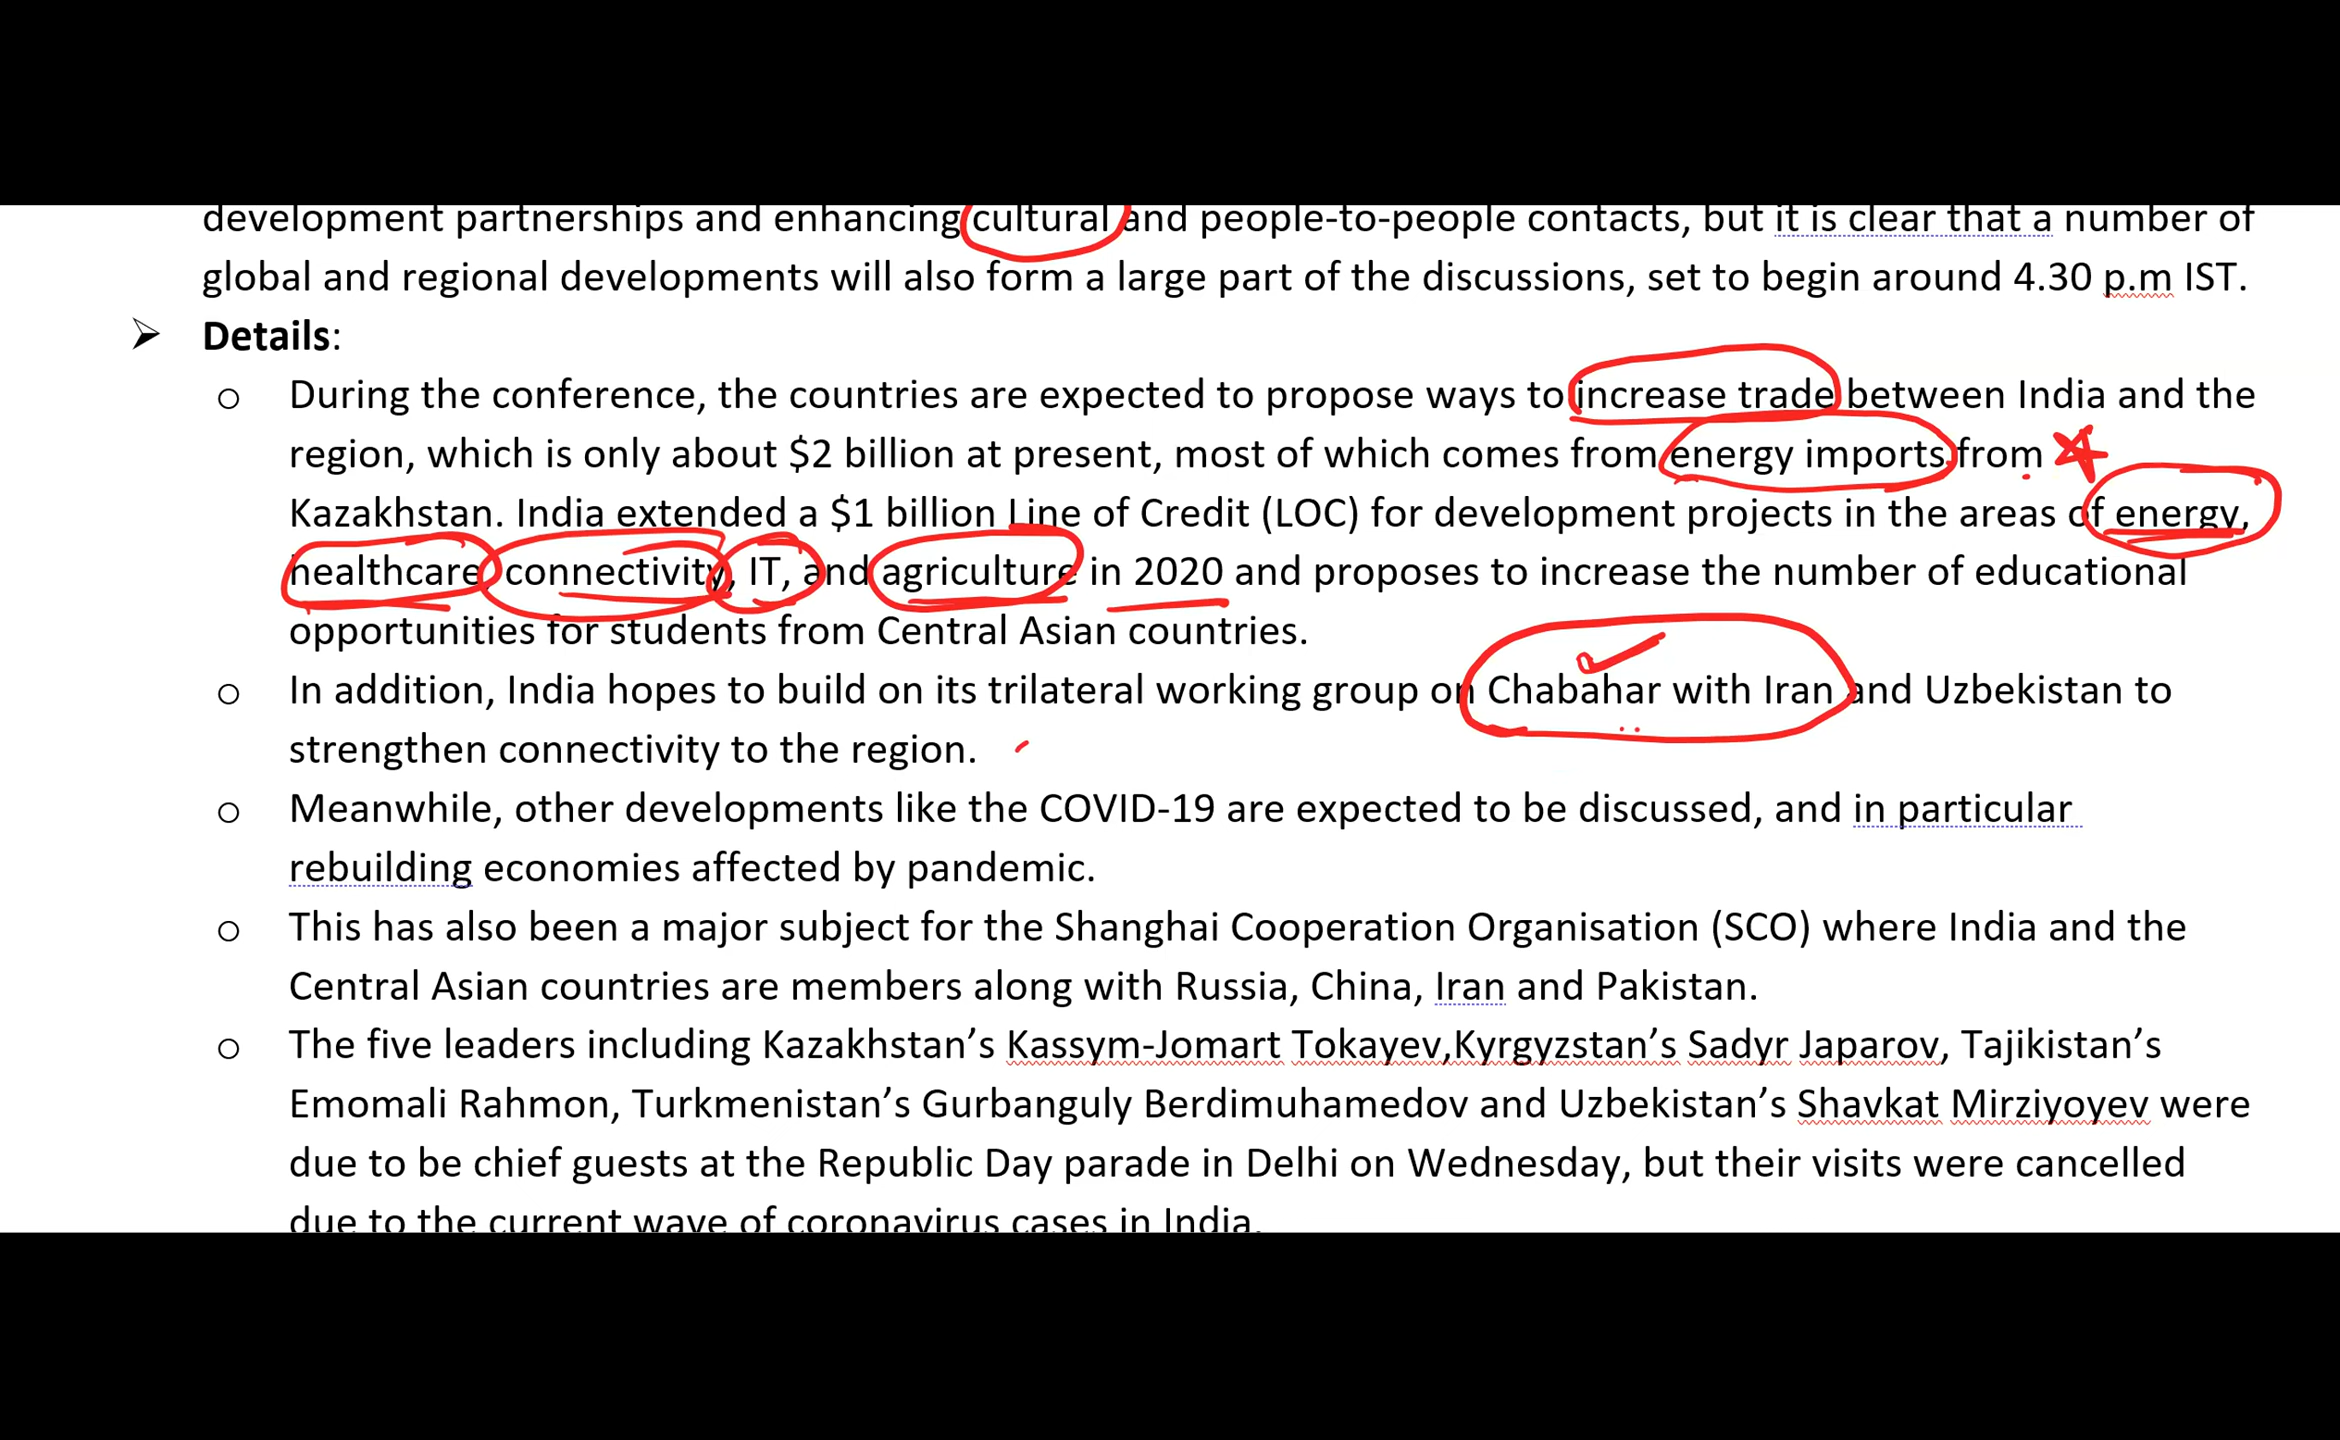 development partnerships and enhancing cultural and people-to-people contacts, but it is clear that a number of
global and regional developments will also form a large part of the discussions, set to begin around 4.30 p.m IST.
➢ Details:
o During the conference, the countries are expected to propose ways to increase trade between India and the
region, which is only about $2 billion at present, most of which comes from energy imports from
Kazakhstan. India extended a $1 billion Line of Credit (LOC) for development projects in the areas of energy,
healthcare, connectivity, IT, and agriculture in 2020 and proposes to increase the number of educational
opportunities for students from Central Asian countries.
o In addition, India hopes to build on its trilateral working group on Chabahar with Iran and Uzbekistan to
strengthen connectivity to the region.
o Meanwhile, other developments like the COVID-19 are expected to be discussed, and in particular
rebuilding economies affected by pandemic.
o This has also been a major subject for the Shanghai Cooperation Organisation (SCO) where India and the
Central Asian countries are members along with Russia, China, Iran and Pakistan.
o The five leaders including Kazakhstan’s Kassym-Jomart Tokayev,Kyrgyzstan’s Sadyr Japarov, Tajikistan’s
Emomali Rahmon, Turkmenistan’s Gurbanguly Berdimuhamedov and Uzbekistan’s Shavkat Mirziyoyev were
due to be chief guests at the Republic Day parade in Delhi on Wednesday, but their visits were cancelled
due to the current wave of coronavirus cases in India.